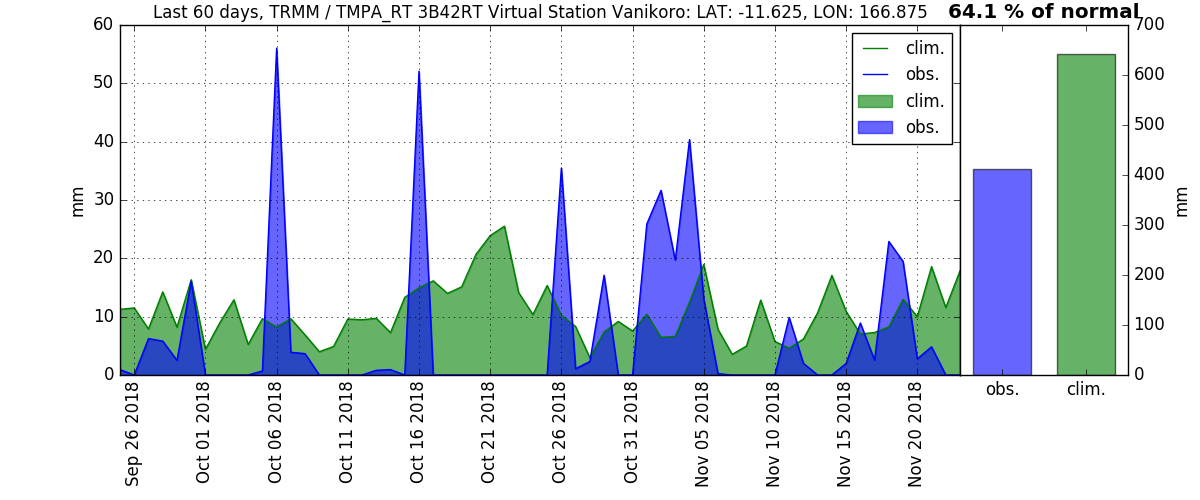 Last 60 days, TRMM / TMPA_RT 3B42RT Virtual Station Vanikoro: LAT: -11.625, LON: 166.875
64.1 % of normal
60
50
40
30
20
10
0
mm
clim.
obs.
clim.
obs.
Sep 26 2018
Oct 01 2018
Oct 06 2018
Oct 11 2018
Oct 16 2018
Oct 21 2018
Oct 26 2018
Oct 31 2018
Nov 05 2018
Nov 10 2018
Nov 15 2018
Nov 20 2018
700
600
500
400
300
200
100
0
mm
obs.
clim.